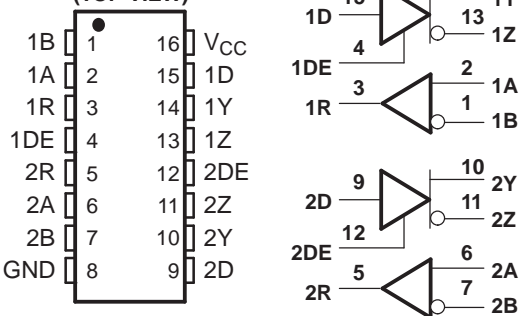 1B 1 16 VCC
1A 2 15 1D
1R 3 14 1Y
1DE 4 13 1Z
2R 5 12 2DE
2A 6 11 2Z
2B 7 10 2Y
GND 8 9 2D
1D
13 1Z
4
1DE
2 1A
3
1R
1 1B
10 2Y
9
2D
11 2Z
12
2DE
6 2A
5
2R
7 2B